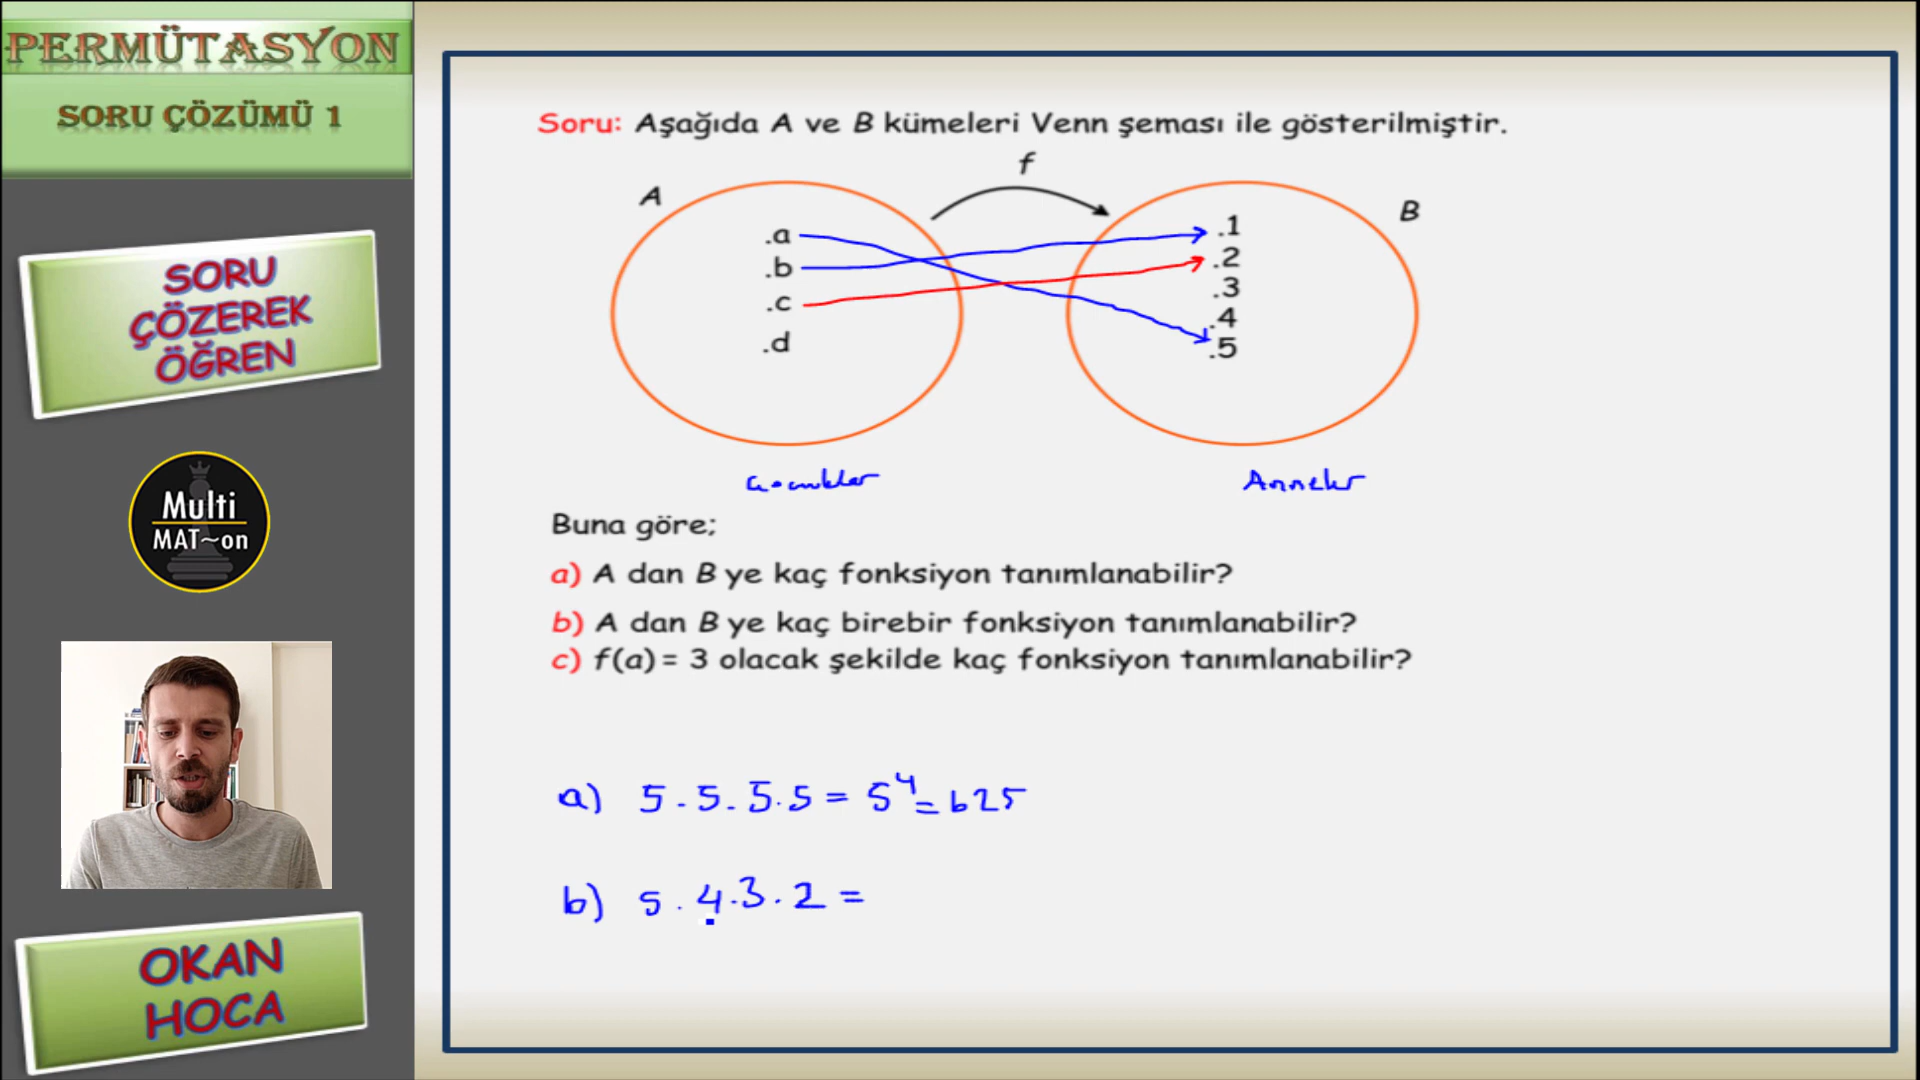 PERMÜTASYON
SORU ÇÖZÜMÜ 1
SORU
ÇÖZEREK
ÖĞREN
Multi
MAT~on
OKAN
HOCA
Soru: Aşağıda A ve B kümeleri Venn şeması ile gösterilmiştir.
f
A
B
.a
.b
.c
.d
.1
.2
.3
.4
.5
Çocuklar
Anneler
Buna göre;
a) A dan B ye kaç fonksiyon tanımlanabilir?
b) A dan B ye kaç birebir fonksiyon tanımlanabilir?
c) f(a) = 3 olacak şekilde kaç fonksiyon tanımlanabilir?
a) 5.5.5.5 = 5⁴ = 625
b) 5.4.3.2 =